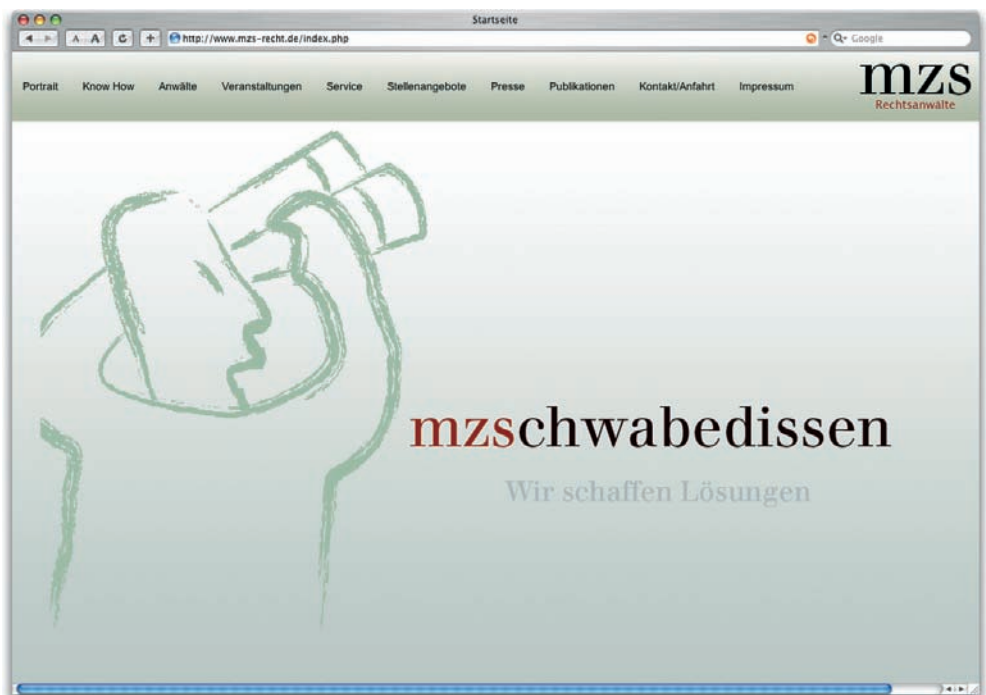 Startseite
A A C + http://www.mzs-recht.de/index.php Google
Portrait Know How Anwälte Veranstaltungen Service Stellenangebote Presse Publikationen Kontakt/Anfahrt Impressum
mzs
Rechtsanwälte
mzschwabedissen
Wir schaffen Lösungen